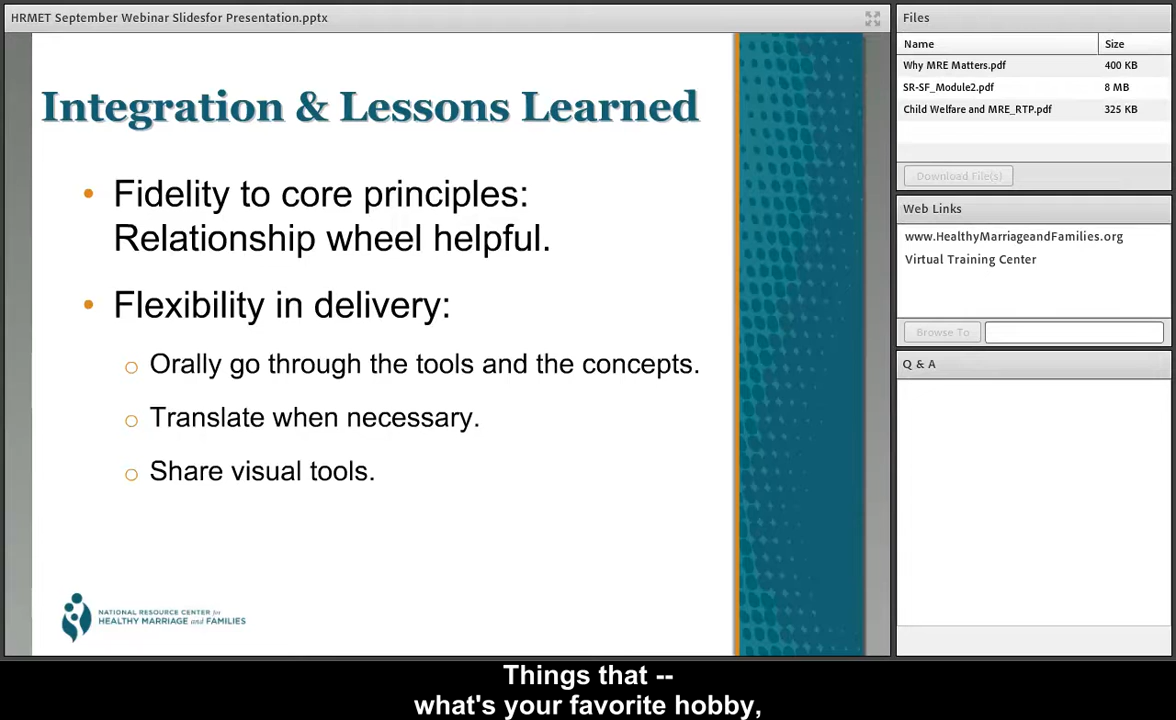 HRMET September Webinar Slidesfor Presentation.pptx
Integration & Lessons Learned
• Fidelity to core principles:
Relationship wheel helpful.
• Flexibility in delivery:
o Orally go through the tools and the concepts.
o Translate when necessary.
o Share visual tools.
NATIONAL RESOURCE CENTER for
HEALTHY MARRIAGE and FAMILIES
Files
Name Size
Why MRE Matters.pdf 400 KB
SR-SF_Module2.pdf 8 MB
Child Welfare and MRE_RTP.pdf 325 KB
Download File(s)
Web Links
www.HealthyMarriageandFamilies.org
Virtual Training Center
Browse To
Q & A
Things that --
what's your favorite hobby,